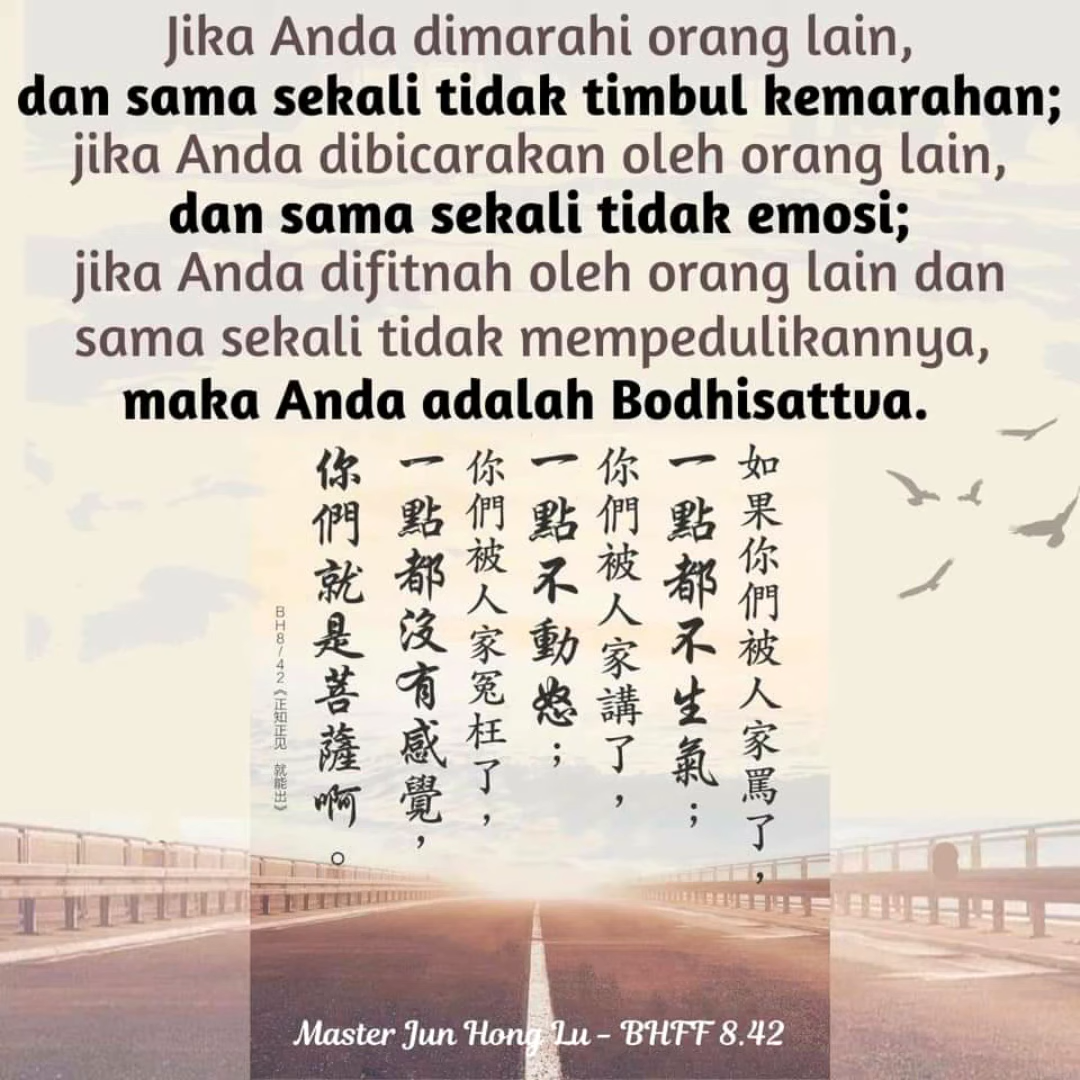 Jika Anda dimarahi orang lain,
dan sama sekali tidak timbul kemarahan;
jika Anda dibicarakan oleh orang lain,
dan sama sekali tidak emosi;
jika Anda difitnah oleh orang lain dan
sama sekali tidak mempedulikannya,
maka Anda adalah Bodhisattva.
如果你們被人家罵了，
一點都不生氣；
你們被人家講了，
一點不動怒；
你們被人家冤枉了，
一點都沒有感覺，
你們就是菩薩啊。
BH8/42《正知正见 就能出》
Master Jun Hong Lu - BHFF 8.42